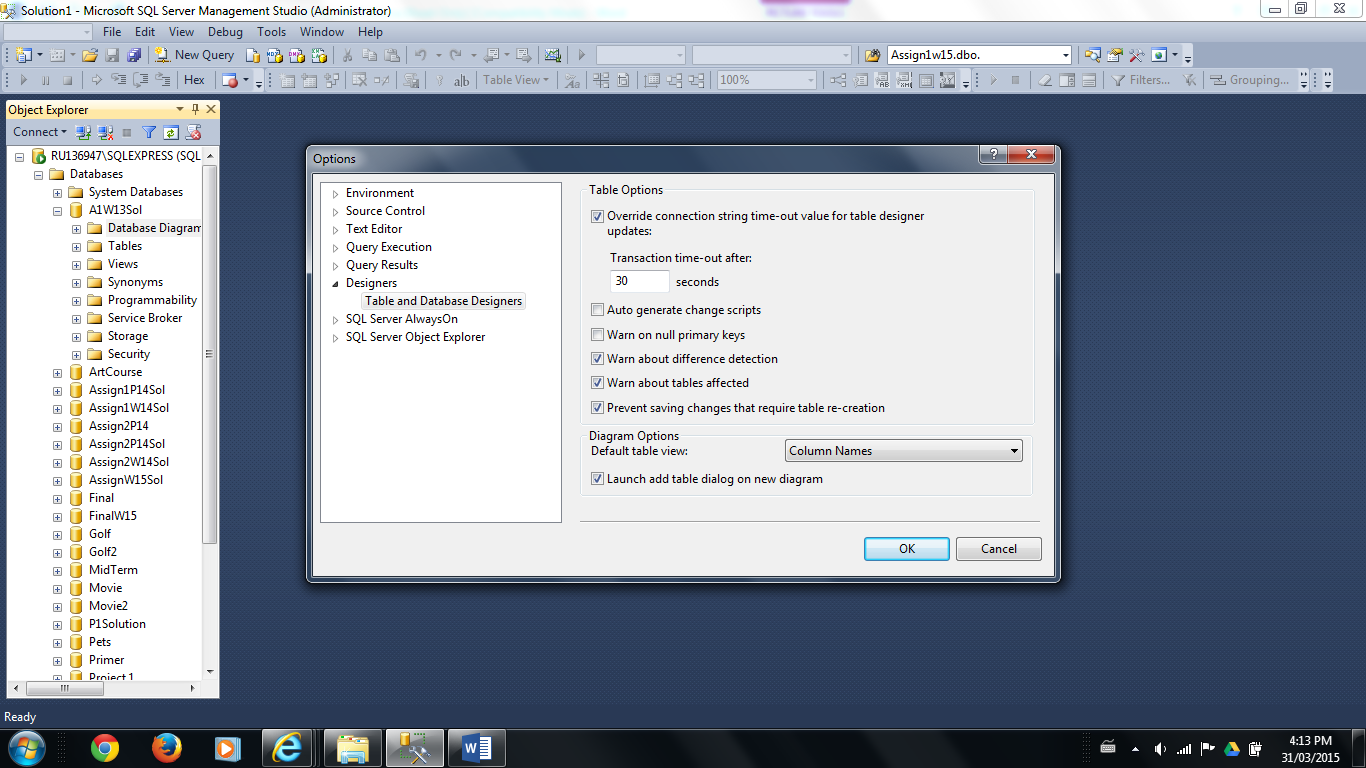 Solution1 - Microsoft SQL Server Management Studio (Administrator)
File Edit View Debug Tools Window Help
New Query
Assign1w15.dbo.
Hex
Table View
100%
Filters...
Grouping...
Object Explorer
Connect
RU136947\SQLEXPRESS (SQL
Databases
System Databases
A1W13Sol
Database Diagram
Tables
Views
Synonyms
Programmability
Service Broker
Storage
Security
ArtCourse
Assign1P14Sol
Assign1W14Sol
Assign2P14
Assign2P14Sol
Assign2W14Sol
AssignW15Sol
Final
FinalW15
Golf
Golf2
MidTerm
Movie
Movie2
P1Solution
Pets
Primer
Project 1
Options
Environment
Source Control
Text Editor
Query Execution
Query Results
Designers
Table and Database Designers
SQL Server AlwaysOn
SQL Server Object Explorer
Table Options
Override connection string time-out value for table designer
updates:
Transaction time-out after:
30 seconds
Auto generate change scripts
Warn on null primary keys
Warn about difference detection
Warn about tables affected
Prevent saving changes that require table re-creation
Diagram Options
Default table view: Column Names
Launch add table dialog on new diagram
OK Cancel
Ready
4:13 PM
31/03/2015